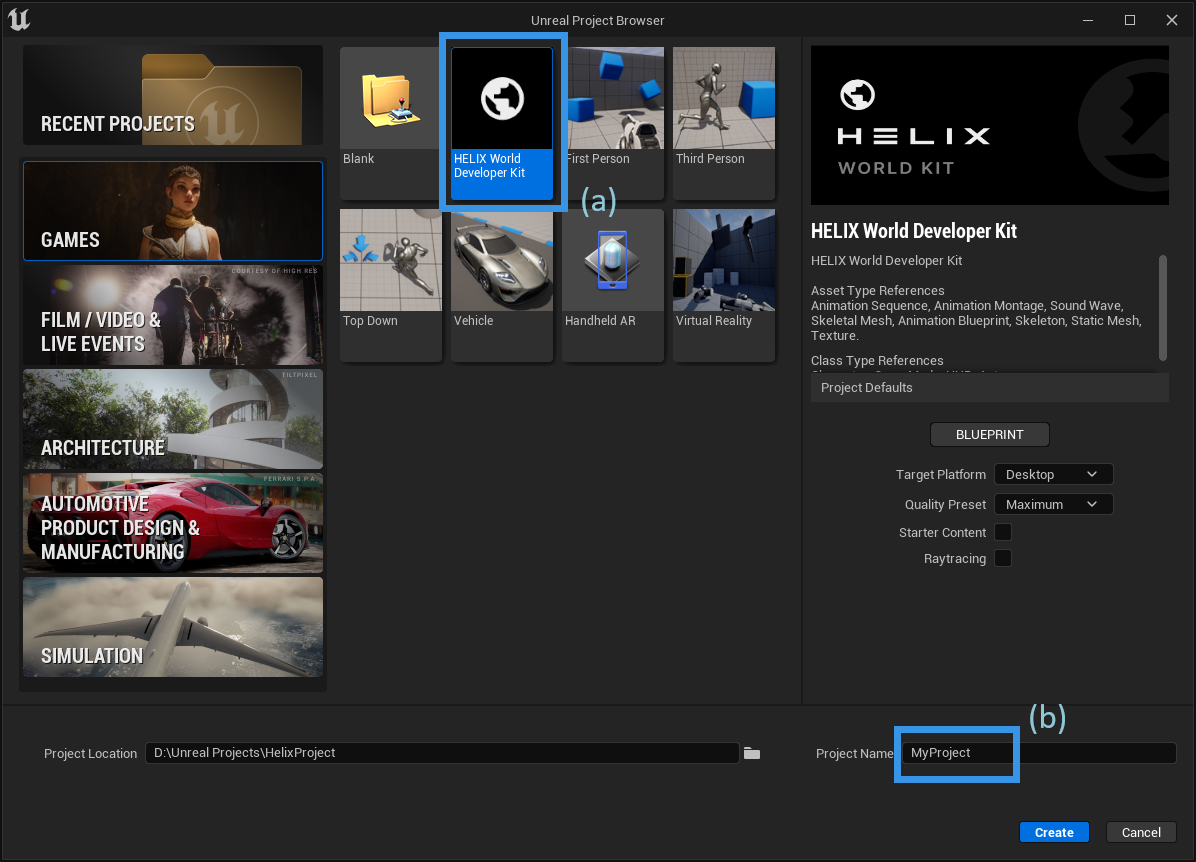 Unreal Project Browser
RECENT PROJECTS
GAMES
COURTESY OF HIGH RES
FILM / VIDEO &
LIVE EVENTS
TILTPIXEL
ARCHITECTURE
FERRARI S.P.A.
AUTOMOTIVE
PRODUCT DESIGN &
MANUFACTURING
SIMULATION
Blank
HELIX World
Developer Kit
First Person
Third Person
(a)
Top Down
Vehicle
Handheld AR
Virtual Reality
HELIX
WORLD KIT
HELIX World Developer Kit
HELIX World Developer Kit
Asset Type References
Animation Sequence, Animation Montage, Sound Wave,
Skeletal Mesh, Animation Blueprint, Skeleton, Static Mesh,
Texture.
Class Type References
Project Defaults
BLUEPRINT
Target Platform Desktop
Quality Preset Maximum
Starter Content
Raytracing
(b)
Project Location D:\Unreal Projects\HelixProject
Project Name MyProject
Create Cancel